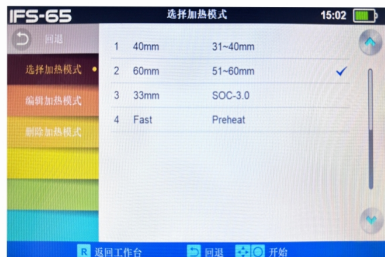 IFS-65 选择加热模式 15:02
回退
选择加热模式
编辑加热模式
删除加热模式
1 40mm 31~40mm
2 60mm 51~60mm
3 33mm SOC-3.0
4 Fast Preheat
R 返回工作台 回退 开始